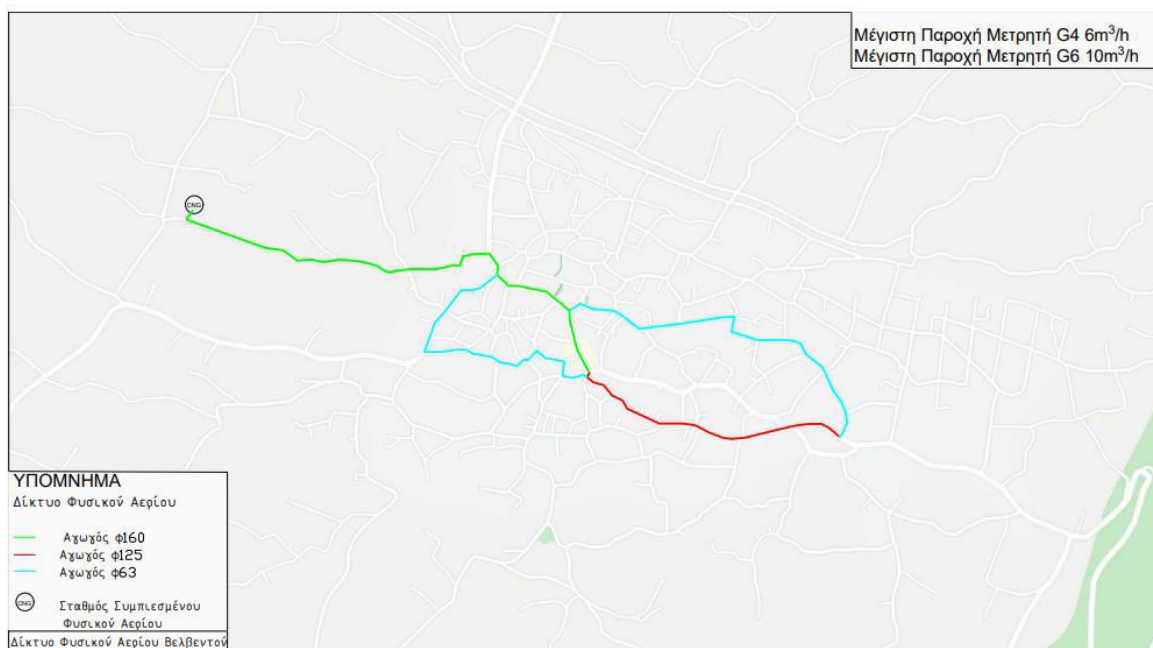 Μέγιστη Παροχή Μετρητή G4 6m³/h
Μέγιστη Παροχή Μετρητή G6 10m³/h
CNG
ΥΠΟΜΝΗΜΑ
Δίκτυο Φυσικού Αερίου
Αγωγός φ160
Αγωγός φ125
Αγωγός φ63
CNG Σταθμός Συμπιεσμένου
Φυσικού Αερίου
Δίκτυο Φυσικού Αερίου Βελβεντού